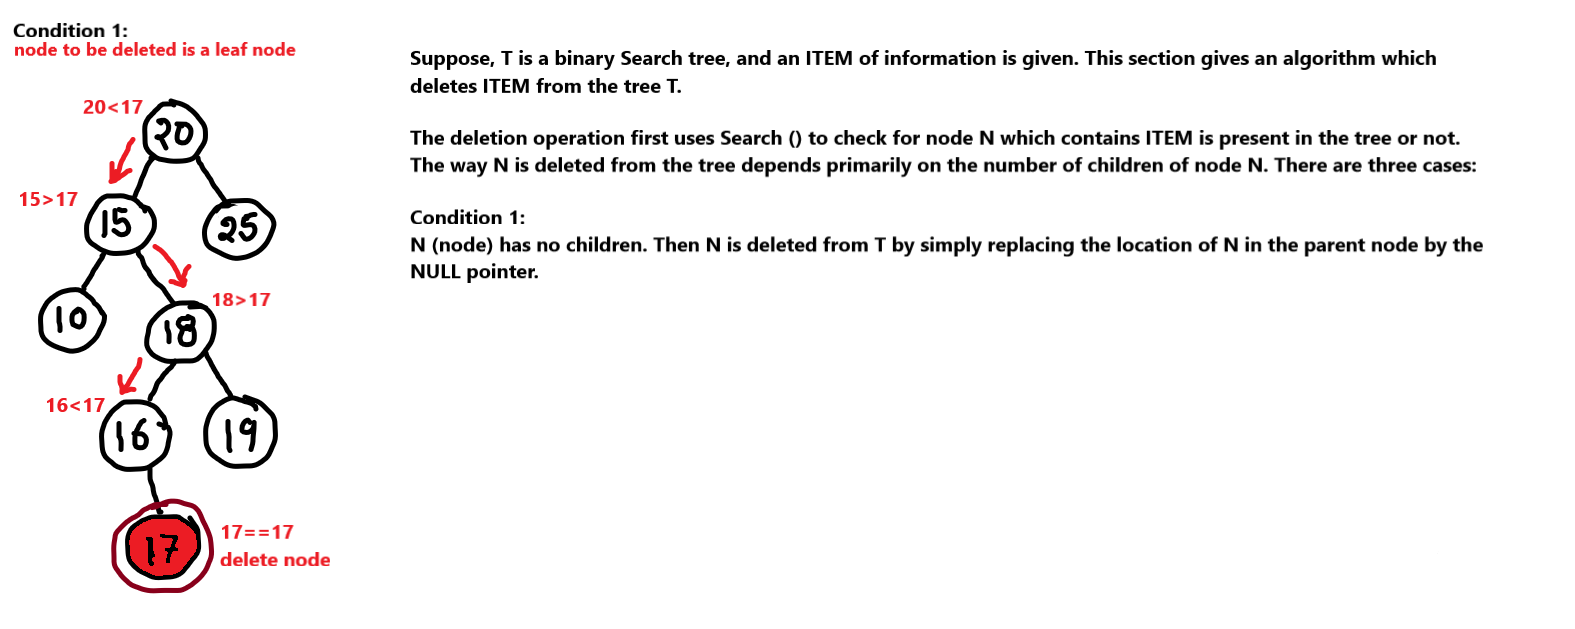 Condition 1:
node to be deleted is a leaf node
20<17
20
15>17
15
25
10
18>17
18
16<17
16
19
17
17==17
delete node
Suppose, T is a binary Search tree, and an ITEM of information is given. This section gives an algorithm which
deletes ITEM from the tree T.
The deletion operation first uses Search () to check for node N which contains ITEM is present in the tree or not.
The way N is deleted from the tree depends primarily on the number of children of node N. There are three cases:
Condition 1:
N (node) has no children. Then N is deleted from T by simply replacing the location of N in the parent node by the
NULL pointer.